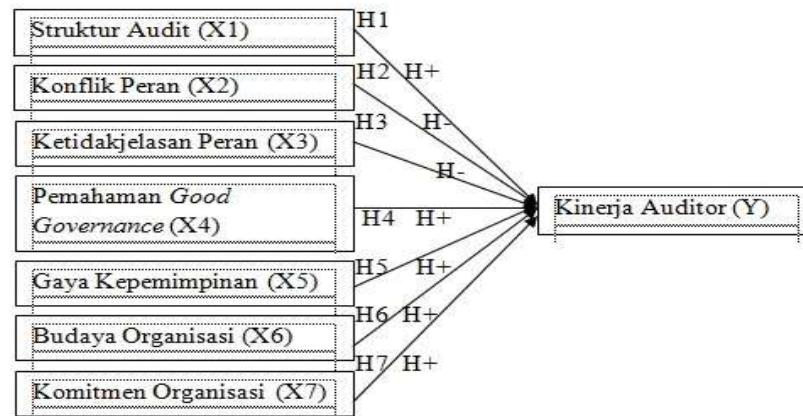 Struktur Audit (X1)
H1
Konflik Peran (X2)
H2 H+
Ketidakjelasan Peran (X3)
H3 H-
H-
Pemahaman Good
Governance (X4)
H4 H+
Kinerja Auditor (Y)
Gaya Kepemimpinan (X5)
H5 H+
Budaya Organisasi (X6)
H6 H+
Komitmen Organisasi (X7)
H7 H+